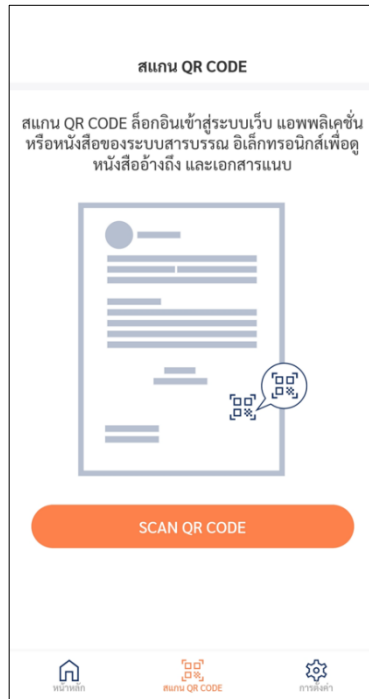 สแกน QR CODE
สแกน QR CODE ล็อกอินเข้าสู่ระบบเว็บ แอพพลิเคชั่น
หรือหนังสือของระบบสารบรรณ อิเล็กทรอนิกส์เพื่อดู
หนังสืออ้างถึง และเอกสารแนบ
SCAN QR CODE
หน้าหลัก
สแกน QR CODE
การตั้งค่า